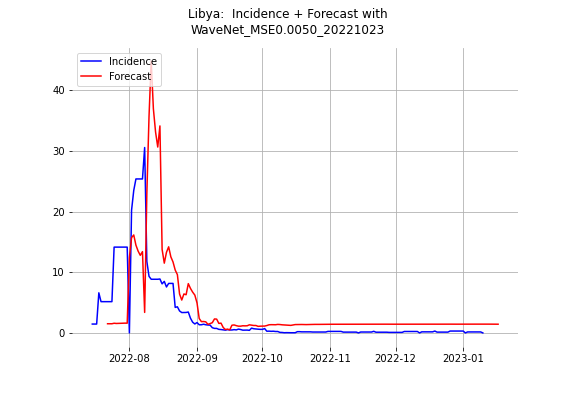 Libya:  Incidence + Forecast with
WaveNet_MSE0.0050_20221023
Incidence
Forecast
40
30
20
10
0
2022-08
2022-09
2022-10
2022-11
2022-12
2023-01